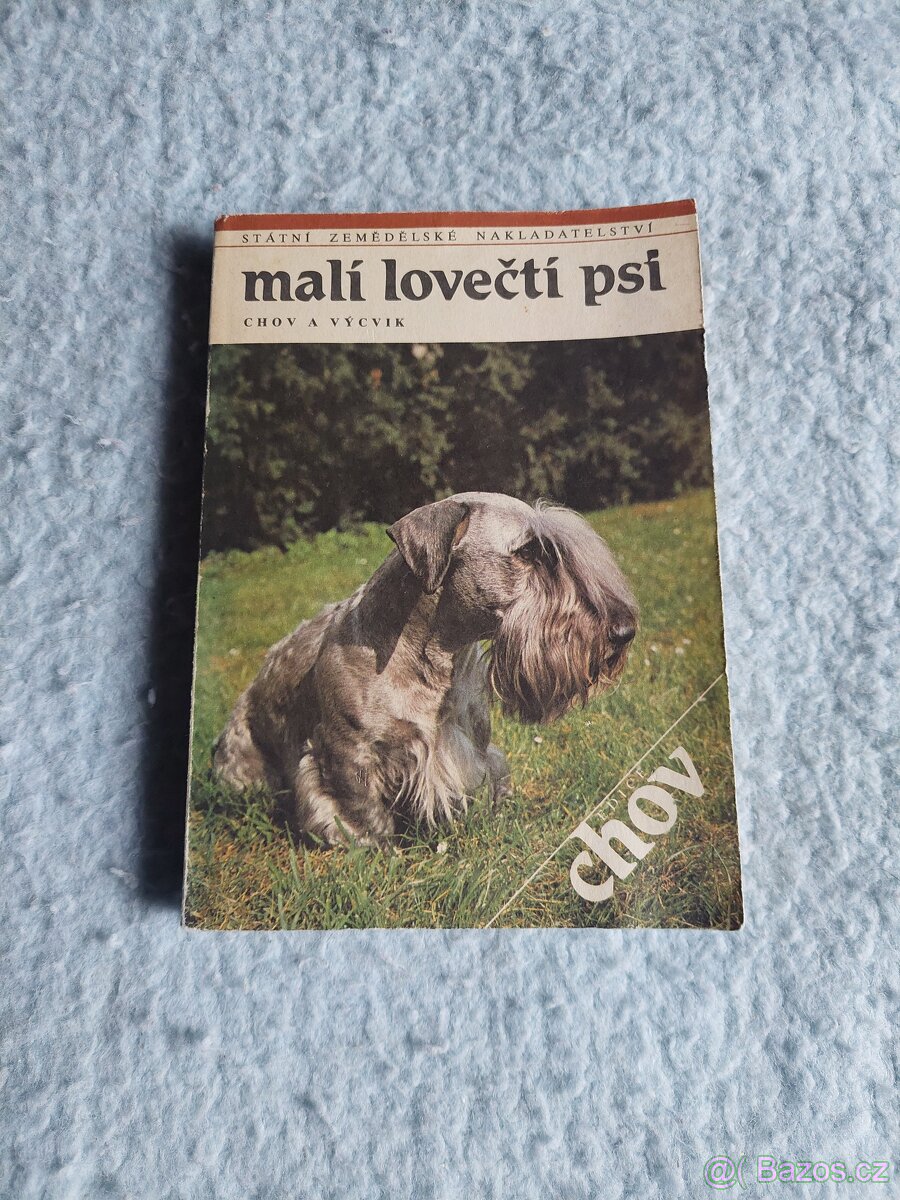 STÁTNÍ ZEMĚDĚLSKÉ NAKLADATELSTVÍ
malí lovečtí psi
CHOV A VÝCVIK
EDICE
chov
@( Bazos.cz